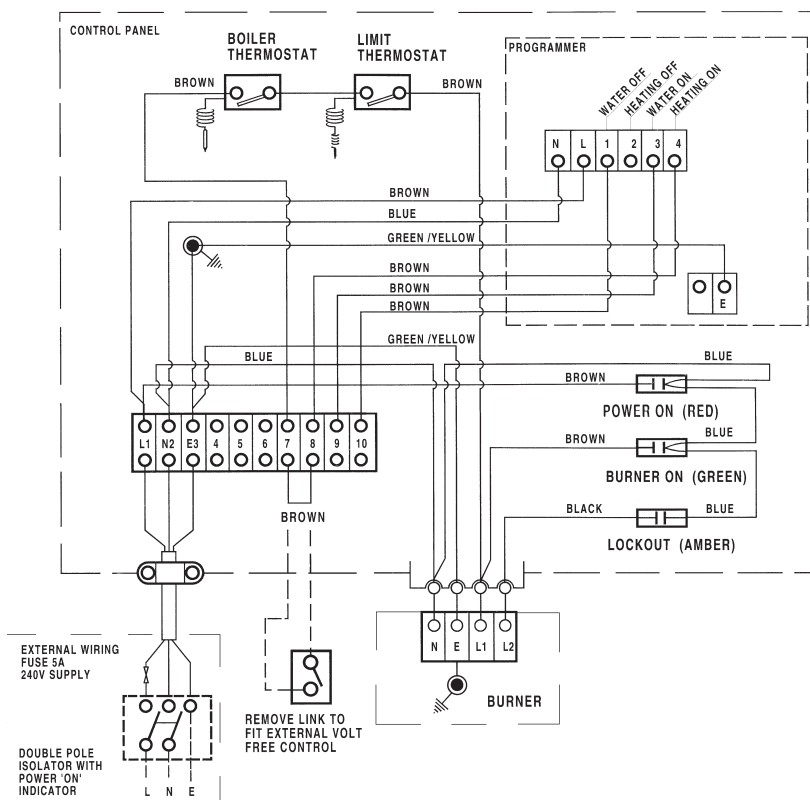 CONTROL PANEL
BOILER
THERMOSTAT
LIMIT
THERMOSTAT
PROGRAMMER
BROWN
BROWN
WATER OFF
HEATING OFF
WATER ON
HEATING ON
N L 1 2 3 4
BROWN
BLUE
GREEN /YELLOW
BROWN
BROWN
BROWN
E
GREEN /YELLOW
BLUE
BLUE
BROWN
POWER ON (RED)
BLUE
BROWN
BURNER ON (GREEN)
BLACK
BLUE
LOCKOUT (AMBER)
L1 N2 E3 4 5 6 7 8 9 10
BROWN
N E L1 L2
BURNER
EXTERNAL WIRING
FUSE 5A
240V SUPPLY
REMOVE LINK TO
FIT EXTERNAL VOLT
FREE CONTROL
DOUBLE POLE
ISOLATOR WITH
POWER 'ON'
INDICATOR
L N E